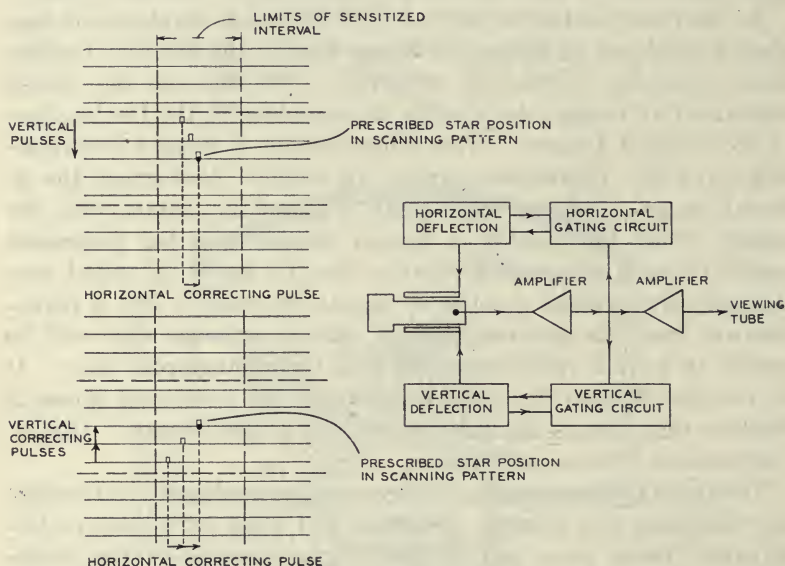 LIMITS OF SENSITIZED
INTERVAL
VERTICAL
PULSES
PRESCRIBED STAR POSITION
IN SCANNING PATTERN
HORIZONTAL CORRECTING PULSE
VERTICAL
CORRECTING
PULSES
PRESCRIBED STAR POSITION
IN SCANNING PATTERN
HORIZONTAL CORRECTING PULSE
HORIZONTAL
DEFLECTION
HORIZONTAL
GATING CIRCUIT
AMPLIFIER
AMPLIFIER
VIEWING
TUBE
VERTICAL
DEFLECTION
VERTICAL
GATING CIRCUIT